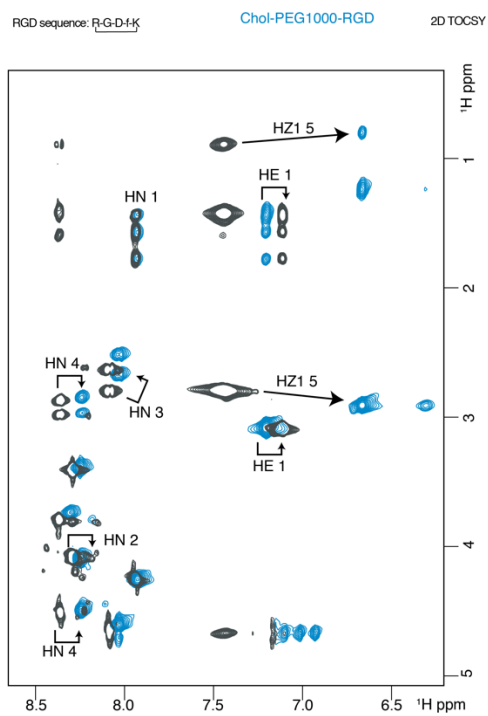 RGD sequence: R-G-D-f-K
Chol-PEG1000-RGD
2D TOCSY
¹H ppm
HZ1 5
1
HE 1
HN 1
2
HN 4
HZ1 5
HN 3
3
HE 1
HN 2
4
HN 4
5
8.5 8.0 7.5 7.0 6.5 ¹H ppm